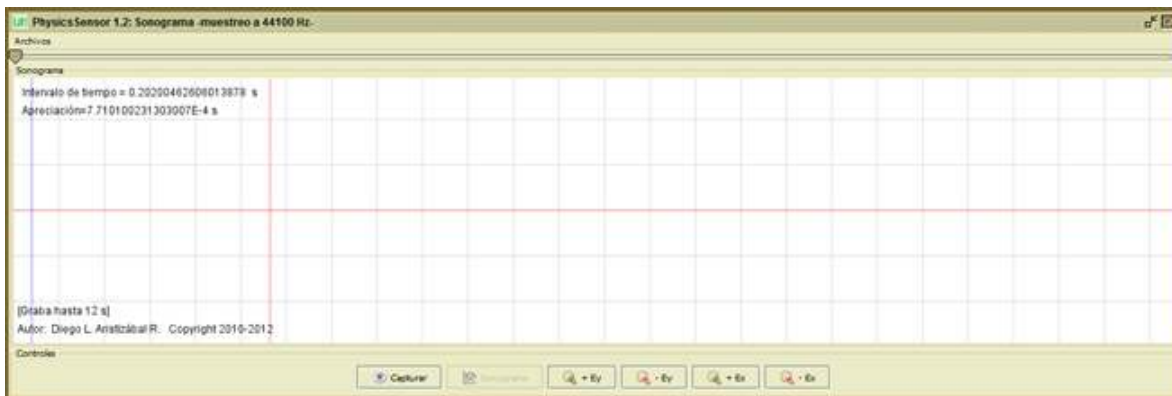 PhysicsSensor 1.2: Sonograma -muestreo a 44100 Hz-
Archivos
Sonograma
Intervalo de tiempo = 0.20200462606013878 s
Apreciación=7.710100231303007E-4 s
[Graba hasta 12 s]
Autor: Diego L. Aristizábal R. Copyright 2010-2012
Controles
Capturar + Ey - Ey + Ex - Ex